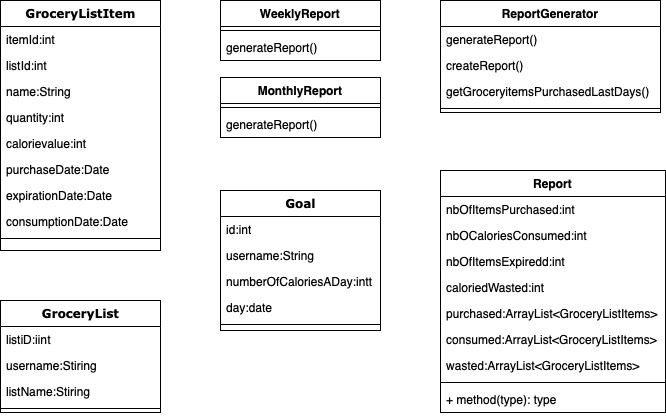 GroceryListItem
itemId:int
listId:int
name:String
quantity:int
calorievalue:int
purchaseDate:Date
expirationDate:Date
consumptionDate:Date
WeeklyReport
generateReport()
MonthlyReport
generateReport()
ReportGenerator
generateReport()
createReport()
getGroceryitemsPurchasedLastDays()
Goal
id:int
username:String
numberOfCaloriesADay:intt
day:date
Report
nbOfItemsPurchased:int
nbOCaloriesConsumed:int
nbOfItemsExpiredd:int
caloriedWasted:int
purchased:ArrayList<GroceryListItems>
consumed:ArrayList<GroceryListItems>
wasted:ArrayList<GroceryListItems>
+ method(type): type
GroceryList
listiD:iint
username:Stiring
listName:Stiring